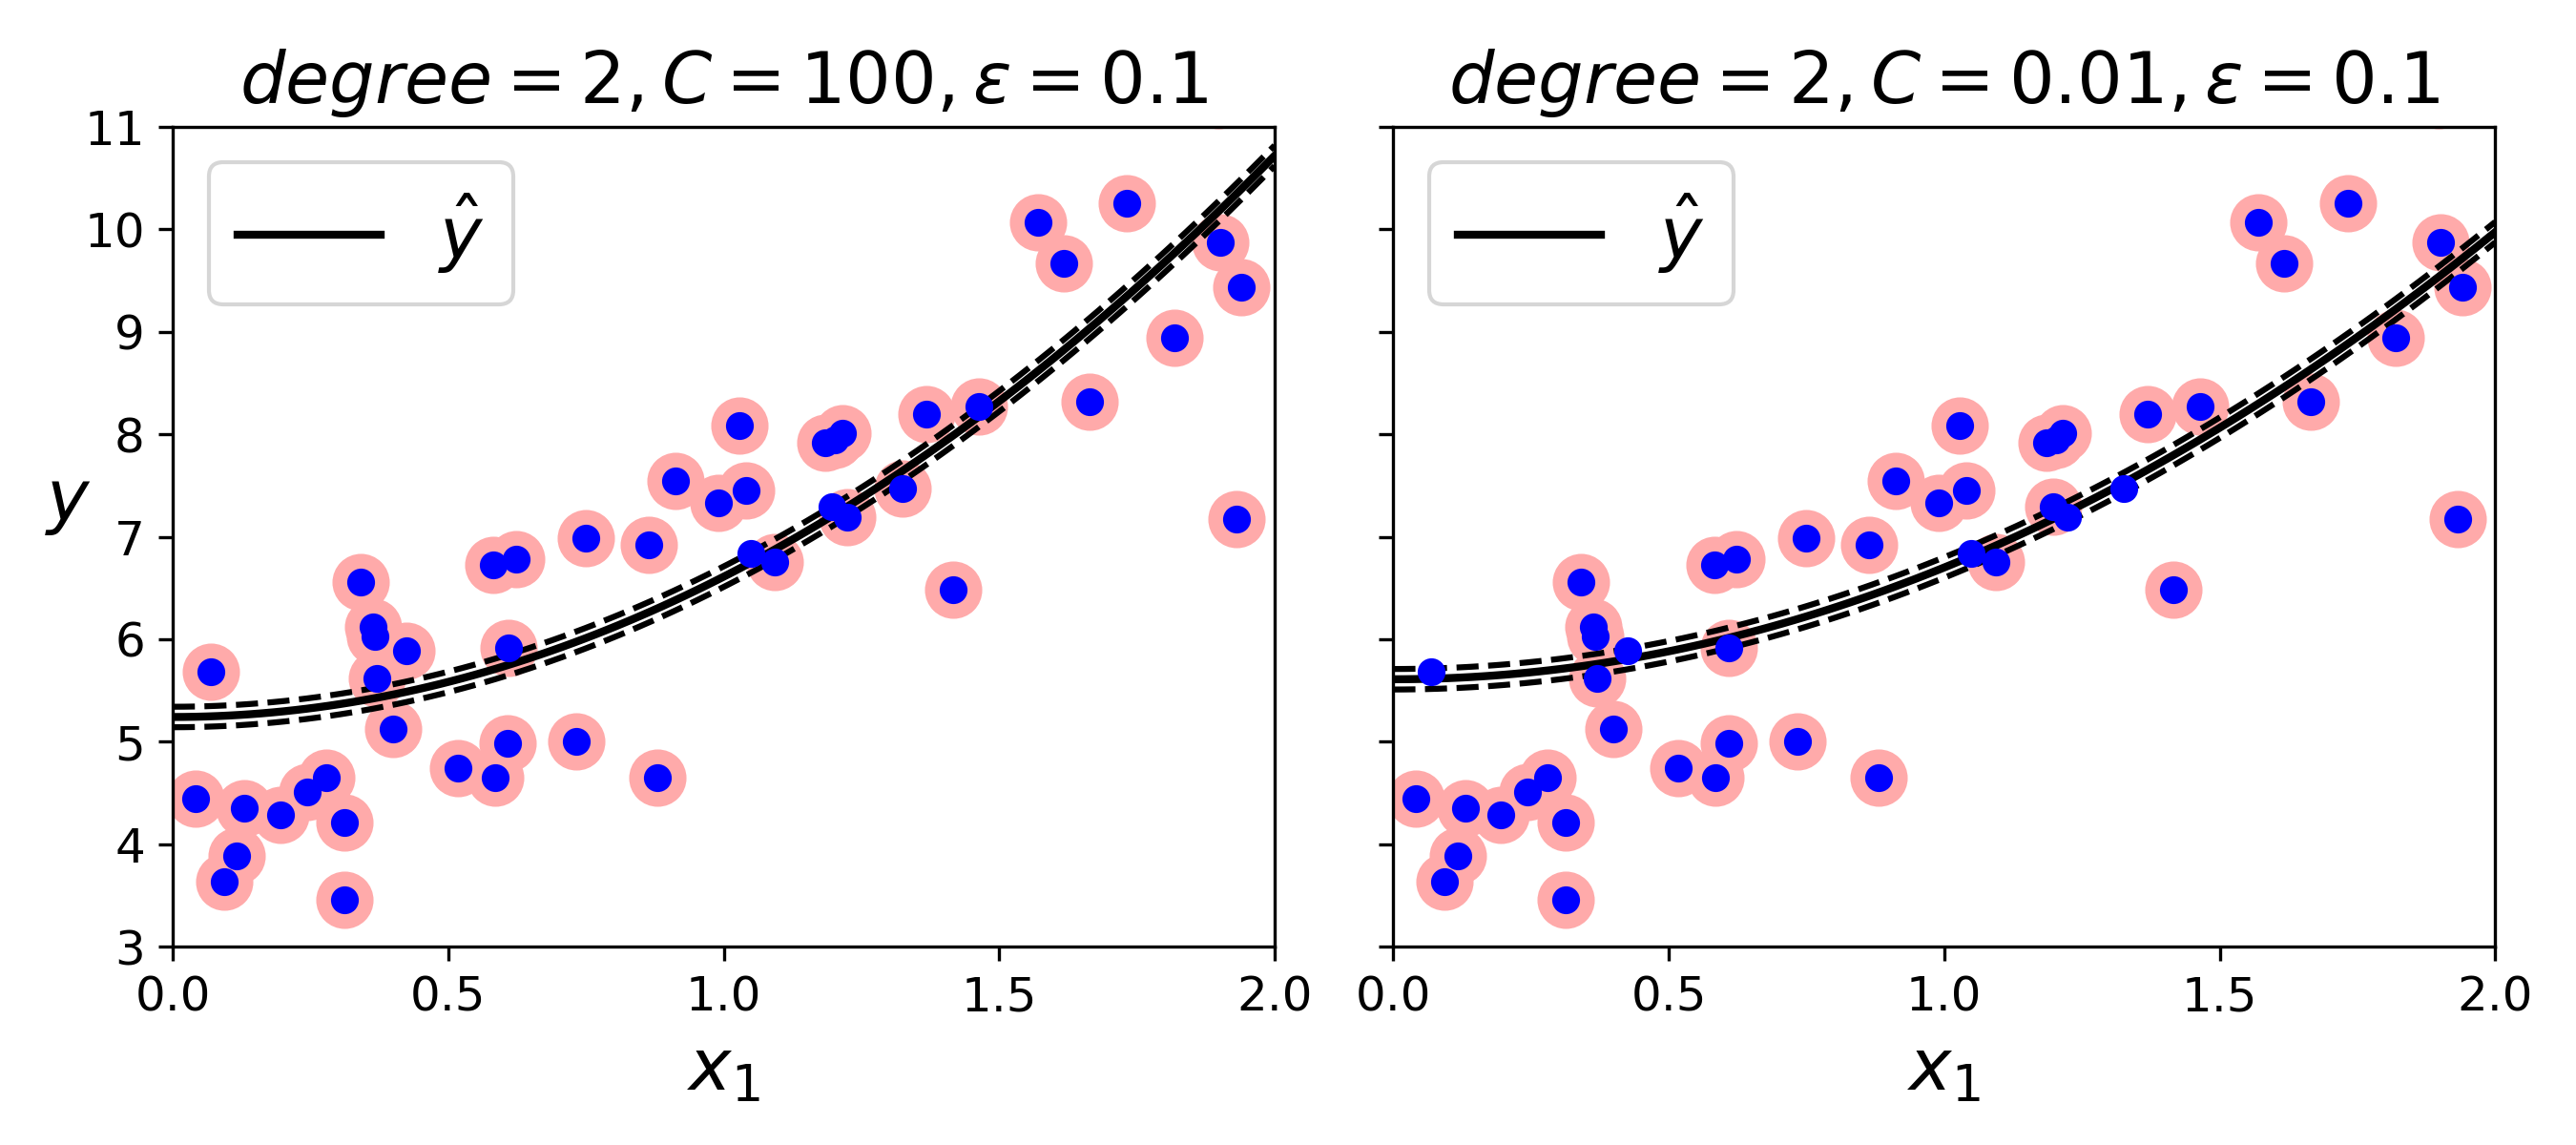 degree = 2, C = 100, ε = 0.1
degree = 2, C = 0.01, ε = 0.1
ŷ
ŷ
11
10
9
8
7
6
5
4
3
y
0.0 0.5 1.0 1.5 2.0
0.0 0.5 1.0 1.5 2.0
x₁
x₁